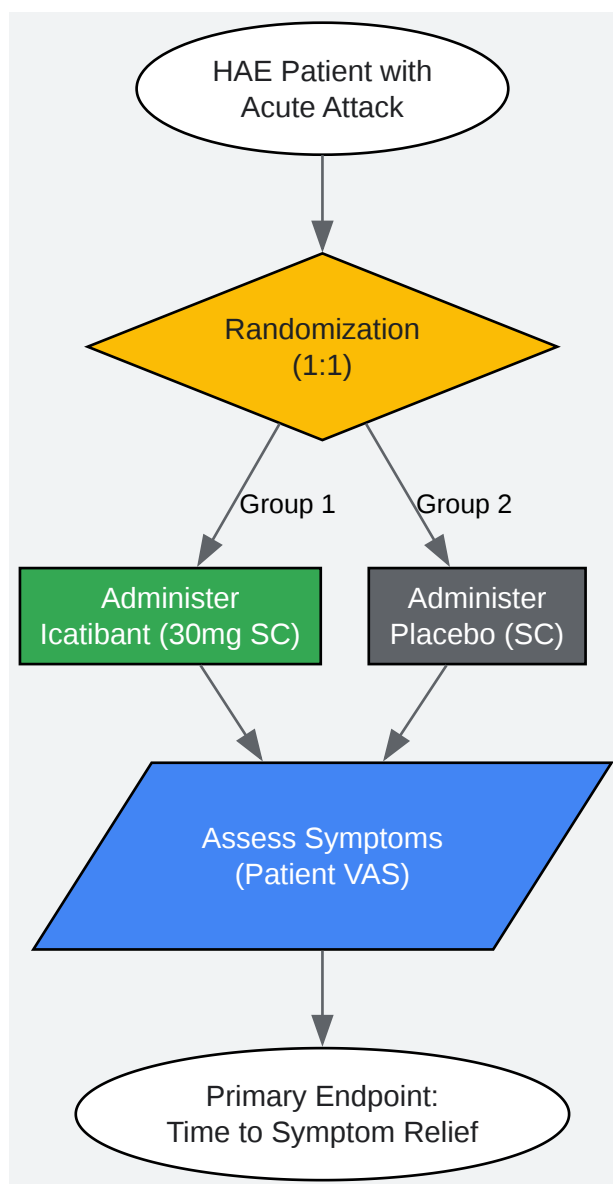 HAE Patient with
Acute Attack
Randomization
(1:1)
Group 1
Group 2
Administer
Icatibant (30mg SC)
Administer
Placebo (SC)
Assess Symptoms
(Patient VAS)
Primary Endpoint:
Time to Symptom Relief